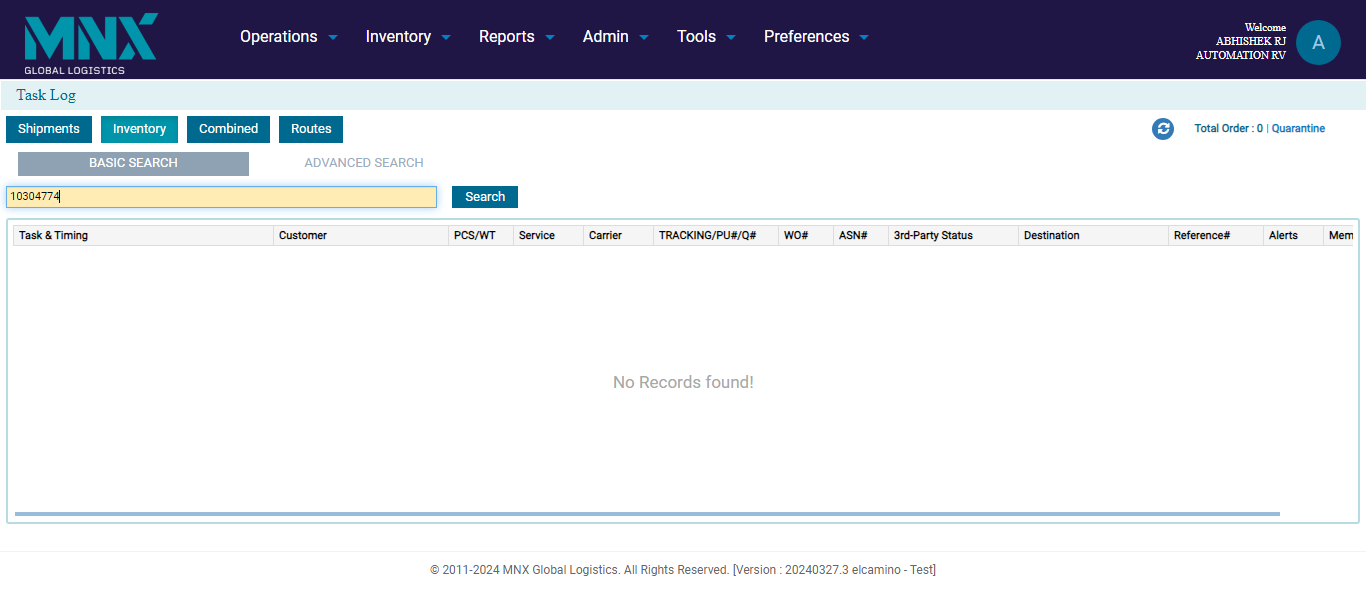 MNX
GLOBAL LOGISTICS
Operations Inventory Reports Admin Tools Preferences
Welcome
ABHISHEK RJ
AUTOMATION RV
A
Task Log
Shipments Inventory Combined Routes
Total Order : 0 | Quarantine
BASIC SEARCH ADVANCED SEARCH
10304774 Search
Task & Timing Customer PCS/WT Service Carrier TRACKING/PU#/Q# WO# ASN# 3rd-Party Status Destination Reference# Alerts Mem
No Records found!
© 2011-2024 MNX Global Logistics. All Rights Reserved. [Version : 20240327.3 elcamino - Test]